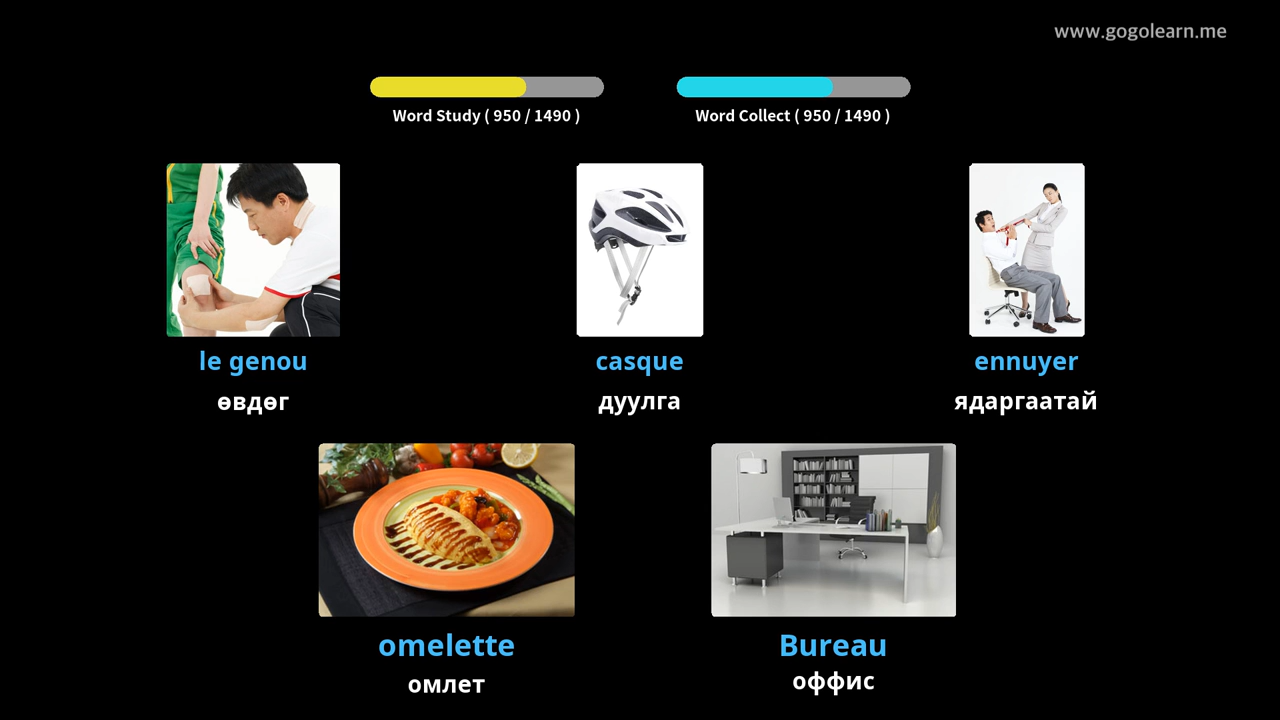 www.gogolearn.me
Word Study ( 950 / 1490 )
Word Collect ( 950 / 1490 )
le genou
өвдөг
casque
дуулга
ennuyer
ядаргаатай
omelette
омлет
Bureau
оффис